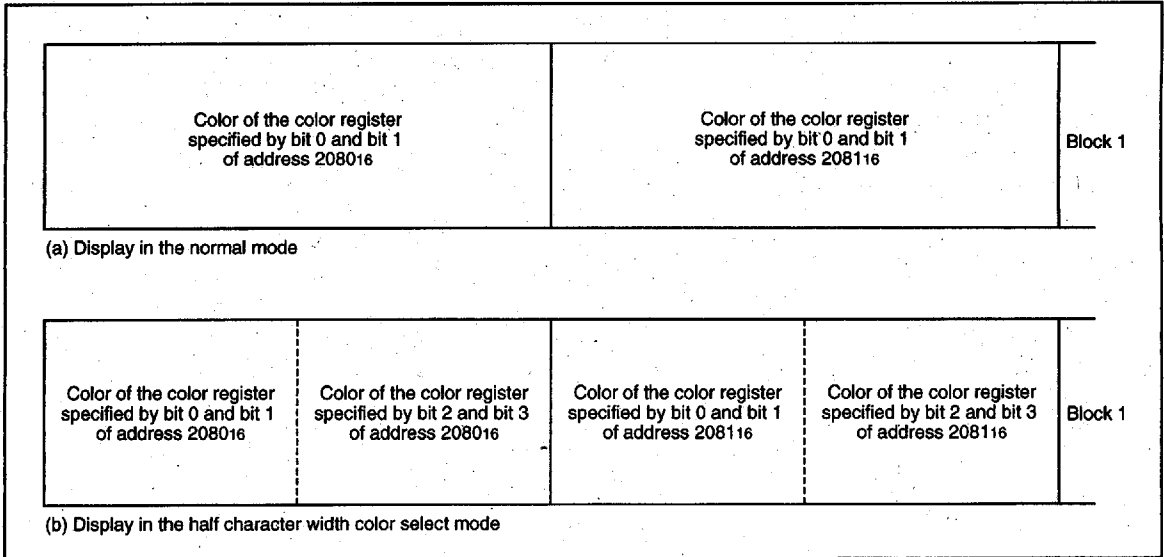 Color of the color register
specified by bit 0 and bit 1
of address 208016
Color of the color register
specified by bit 0 and bit 1
of address 208116
Block 1
(a) Display in the normal mode
Color of the color register
specified by bit 0 and bit 1
of address 208016
Color of the color register
specified by bit 2 and bit 3
of address 208016
Color of the color register
specified by bit 0 and bit 1
of address 208116
Color of the color register
specified by bit 2 and bit 3
of address 208116
Block 1
(b) Display in the half character width color select mode